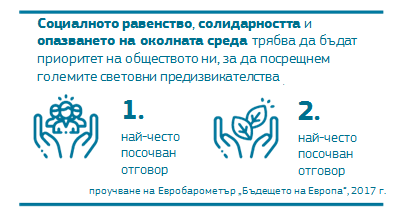 Социалното равенство, солидарността и
опазването на околната среда трябва да бъдат
приоритет на обществото ни, за да посрещнем
големите световни предизвикателства.
1.
най-често
посочван
отговор
2.
най-често
посочван
отговор
проучване на Евробарометър „Бъдещето на Европа“, 2017 г.